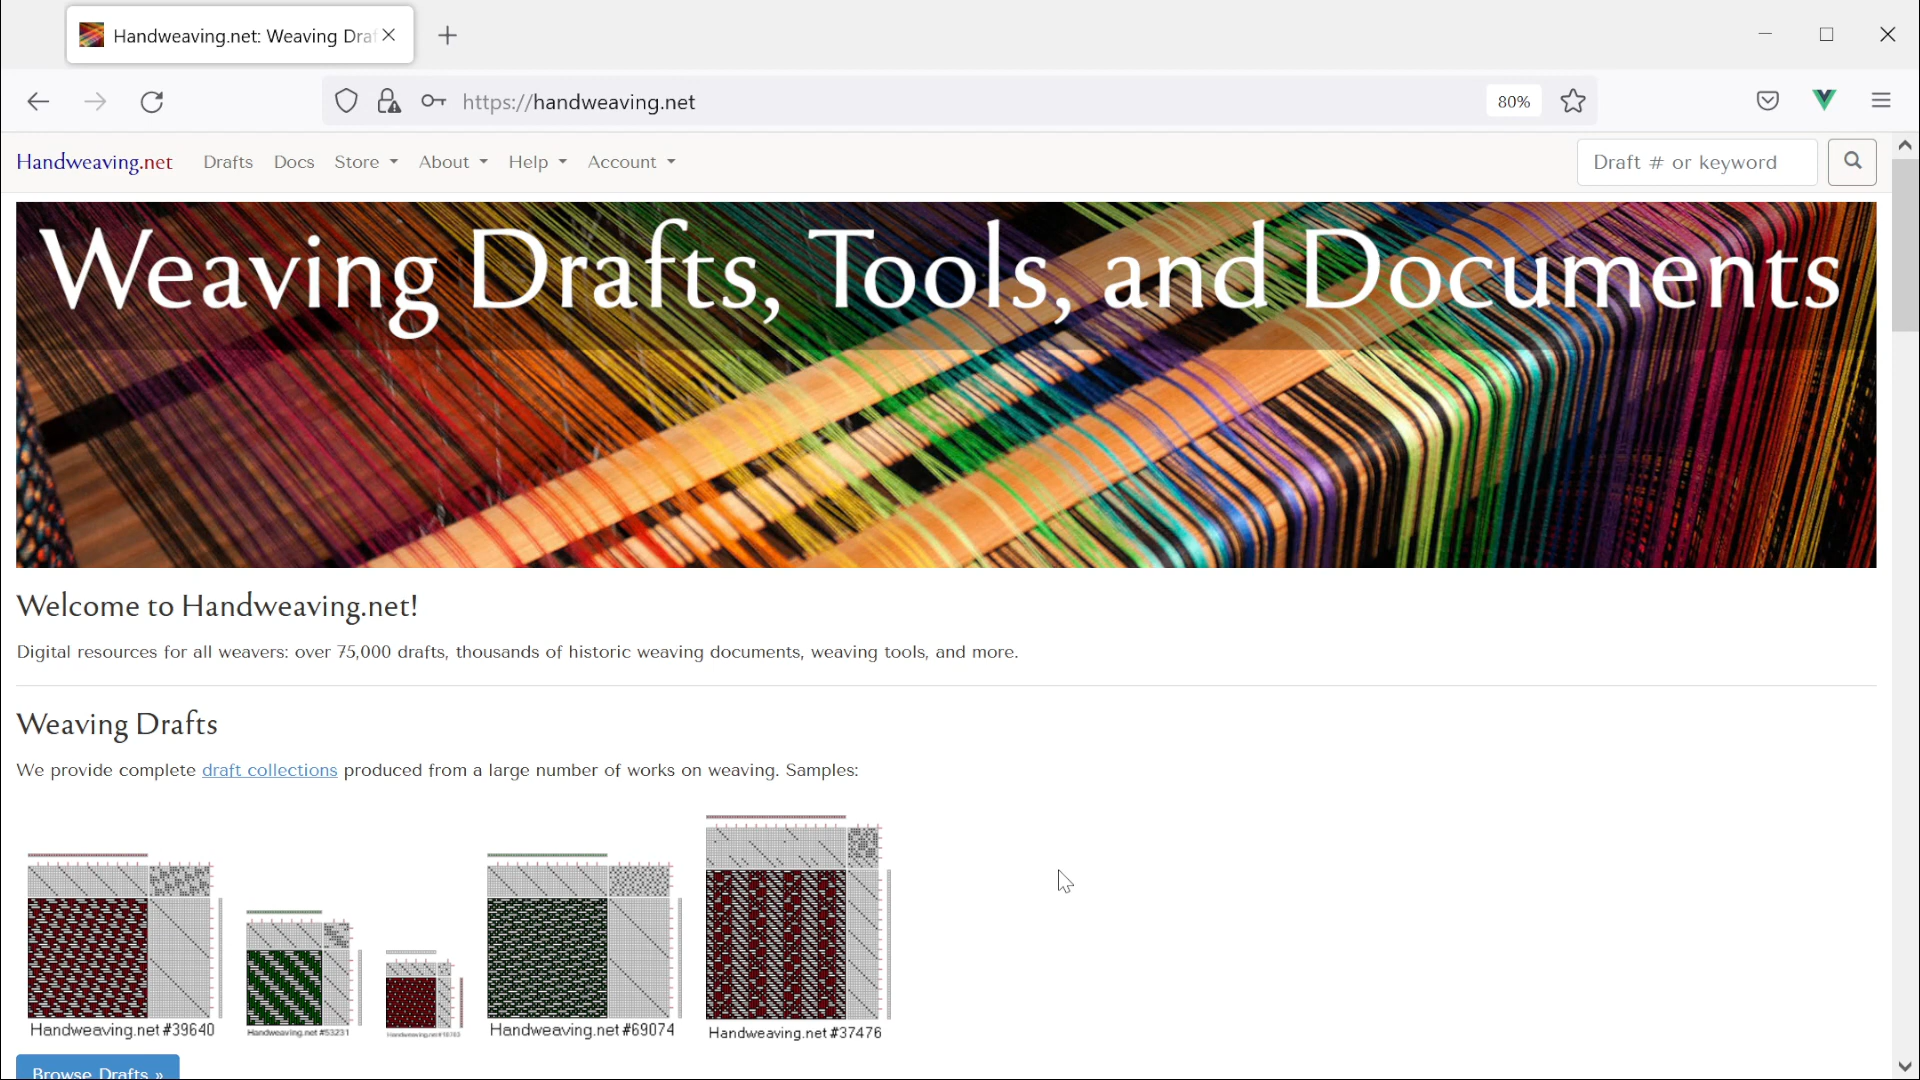 Handweaving.net: Weaving Draf
https://handweaving.net
80%
Handweaving.net Drafts Docs Store About Help Account
Draft # or keyword
Weaving Drafts, Tools, and Documents
Welcome to Handweaving.net!
Digital resources for all weavers: over 75,000 drafts, thousands of historic weaving documents, weaving tools, and more.
Weaving Drafts
We provide complete draft collections produced from a large number of works on weaving. Samples:
Handweaving.net #39640
Handweaving.net #53231
Handweaving.net
Handweaving.net #69074
Handweaving.net #37476
Browse Drafts »